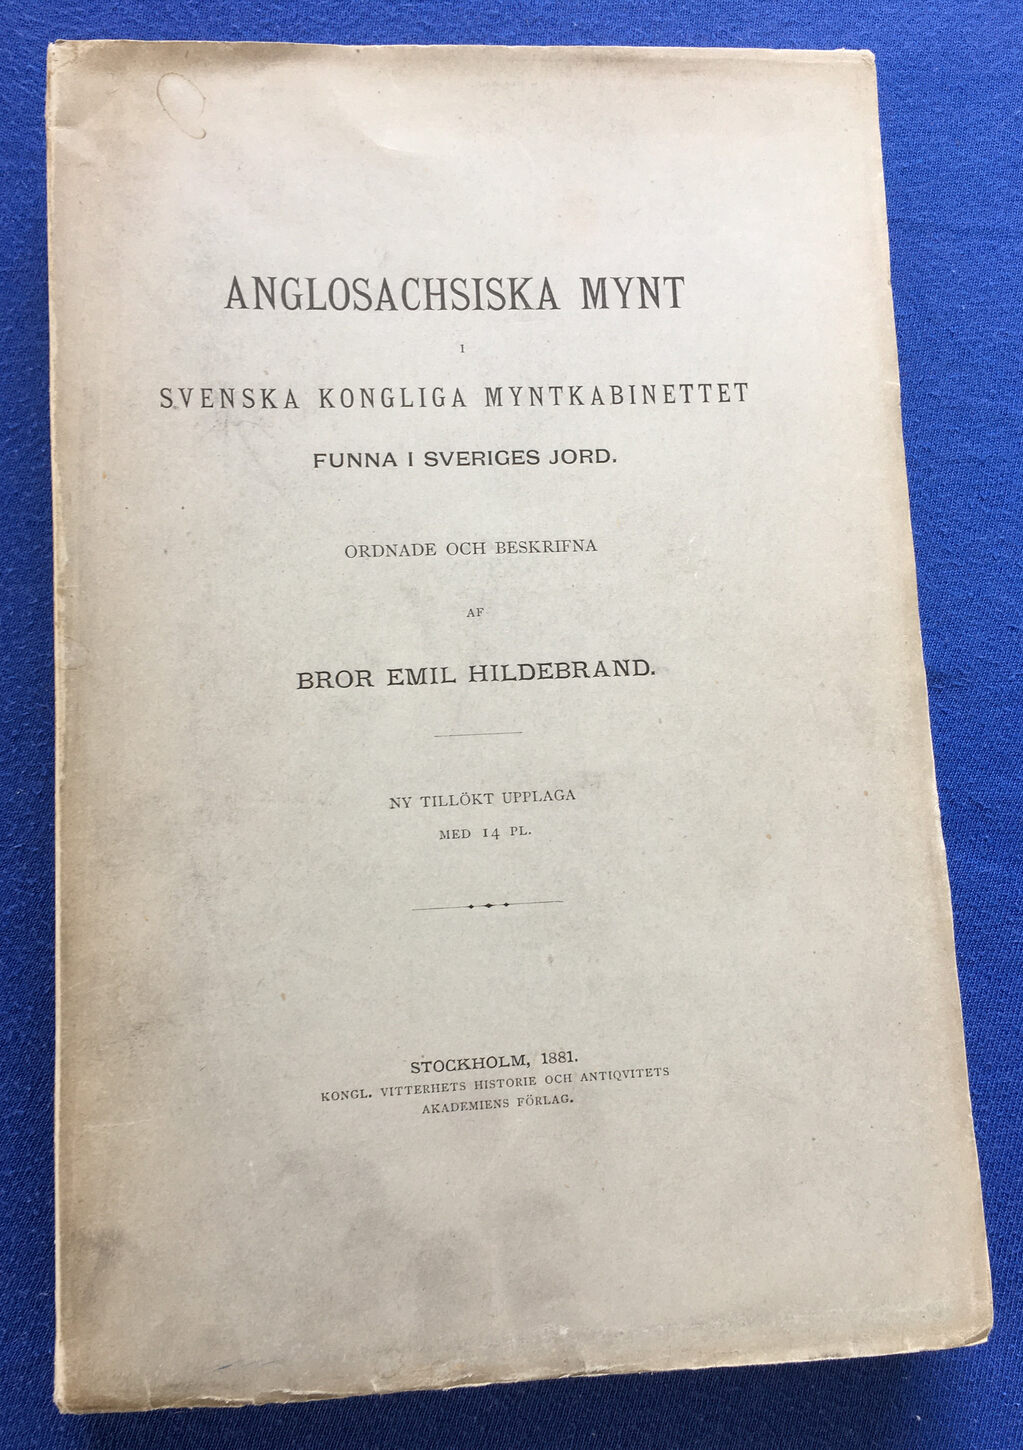 ANGLOSACHSISKA MYNT
I
SVENSKA KONGLIGA MYNTKABINETTET
FUNNA I SVERIGES JORD.
ORDNADE OCH BESKRIFNA
AF
BROR EMIL HILDEBRAND.
NY TILLÖKT UPPLAGA
MED 14 PL.
STOCKHOLM, 1881.
KONGL. VITTERHETS HISTORIE OCH ANTIQVITETS
AKADEMIENS FÖRLAG.